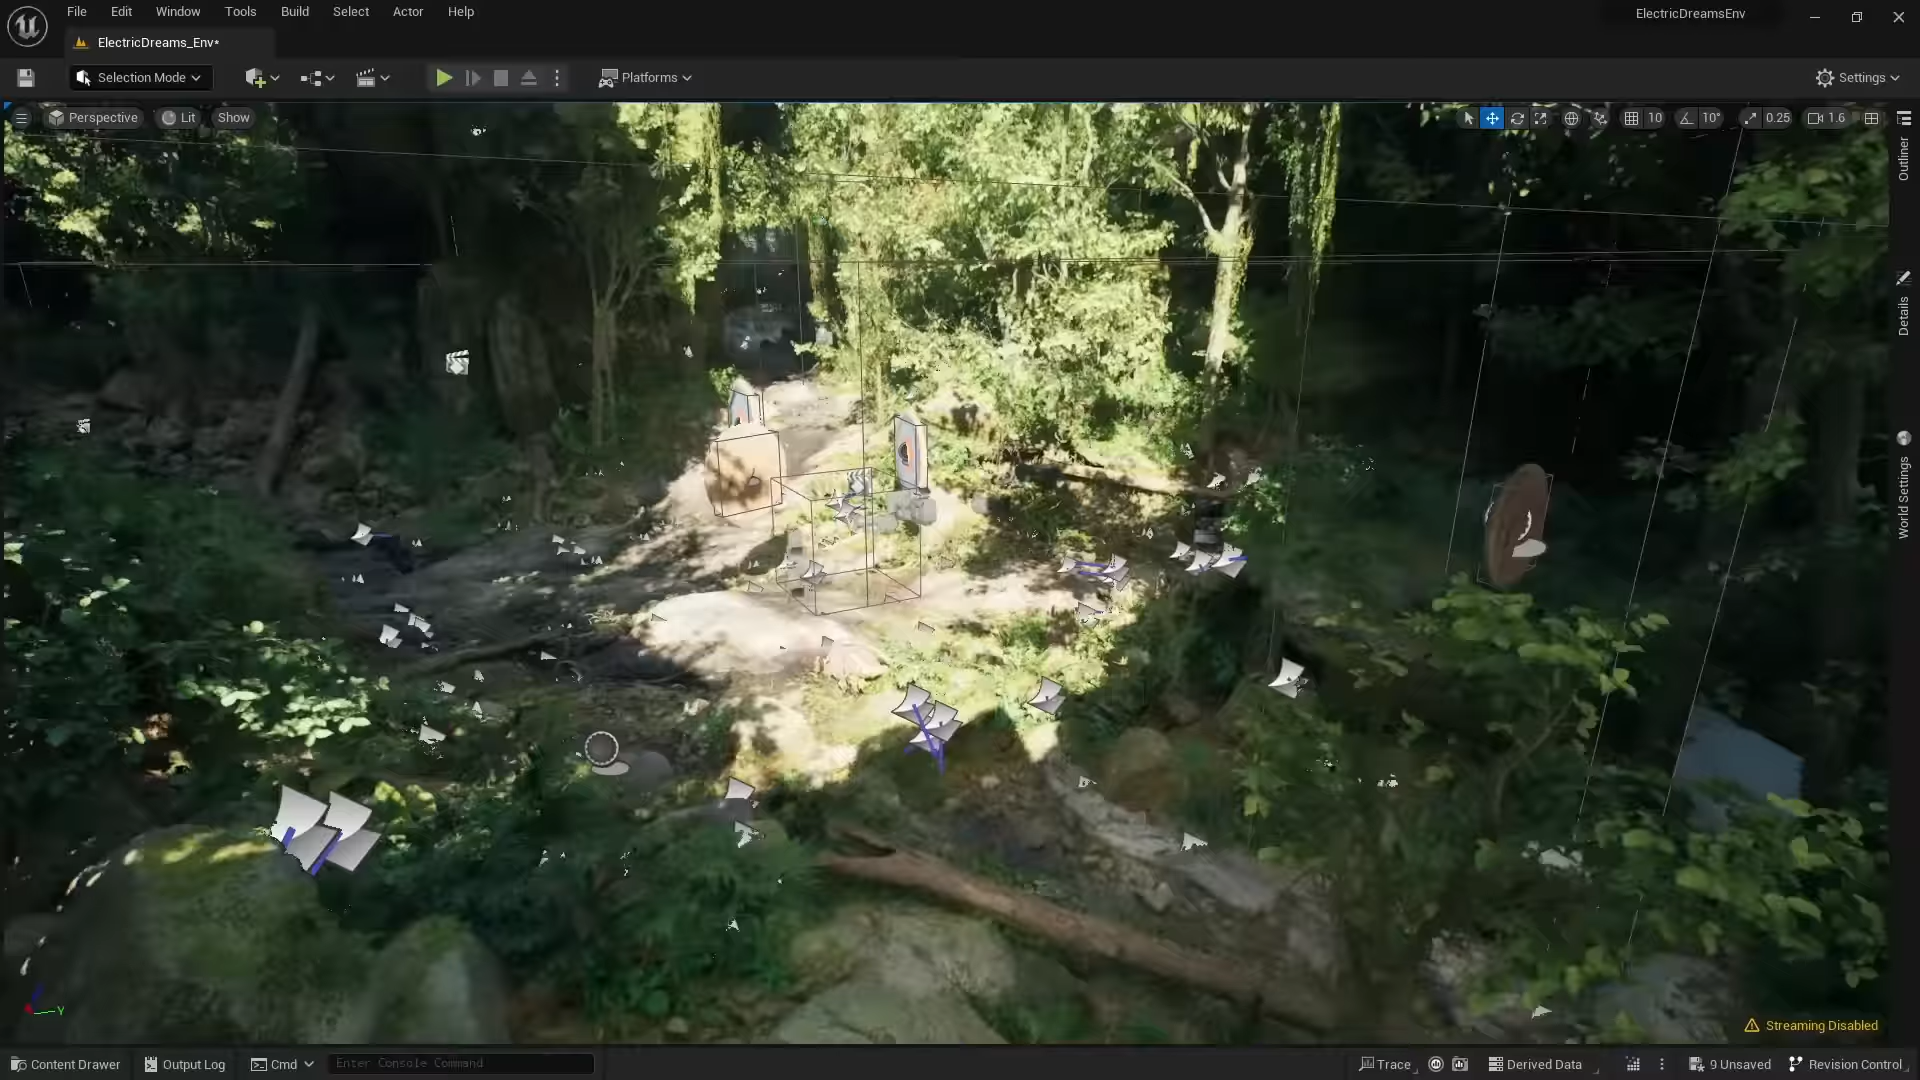 File Edit Window Tools Build Select Actor Help
ElectricDreamsEnv
ElectricDreams_Env*
Selection Mode
Platforms
Settings
Perspective Lit Show
10 10° 0.25 1.6
Outliner
Details
World Settings
Y
Streaming Disabled
Content Drawer Output Log Cmd Enter Console Command Trace Derived Data 9 Unsaved Revision Control